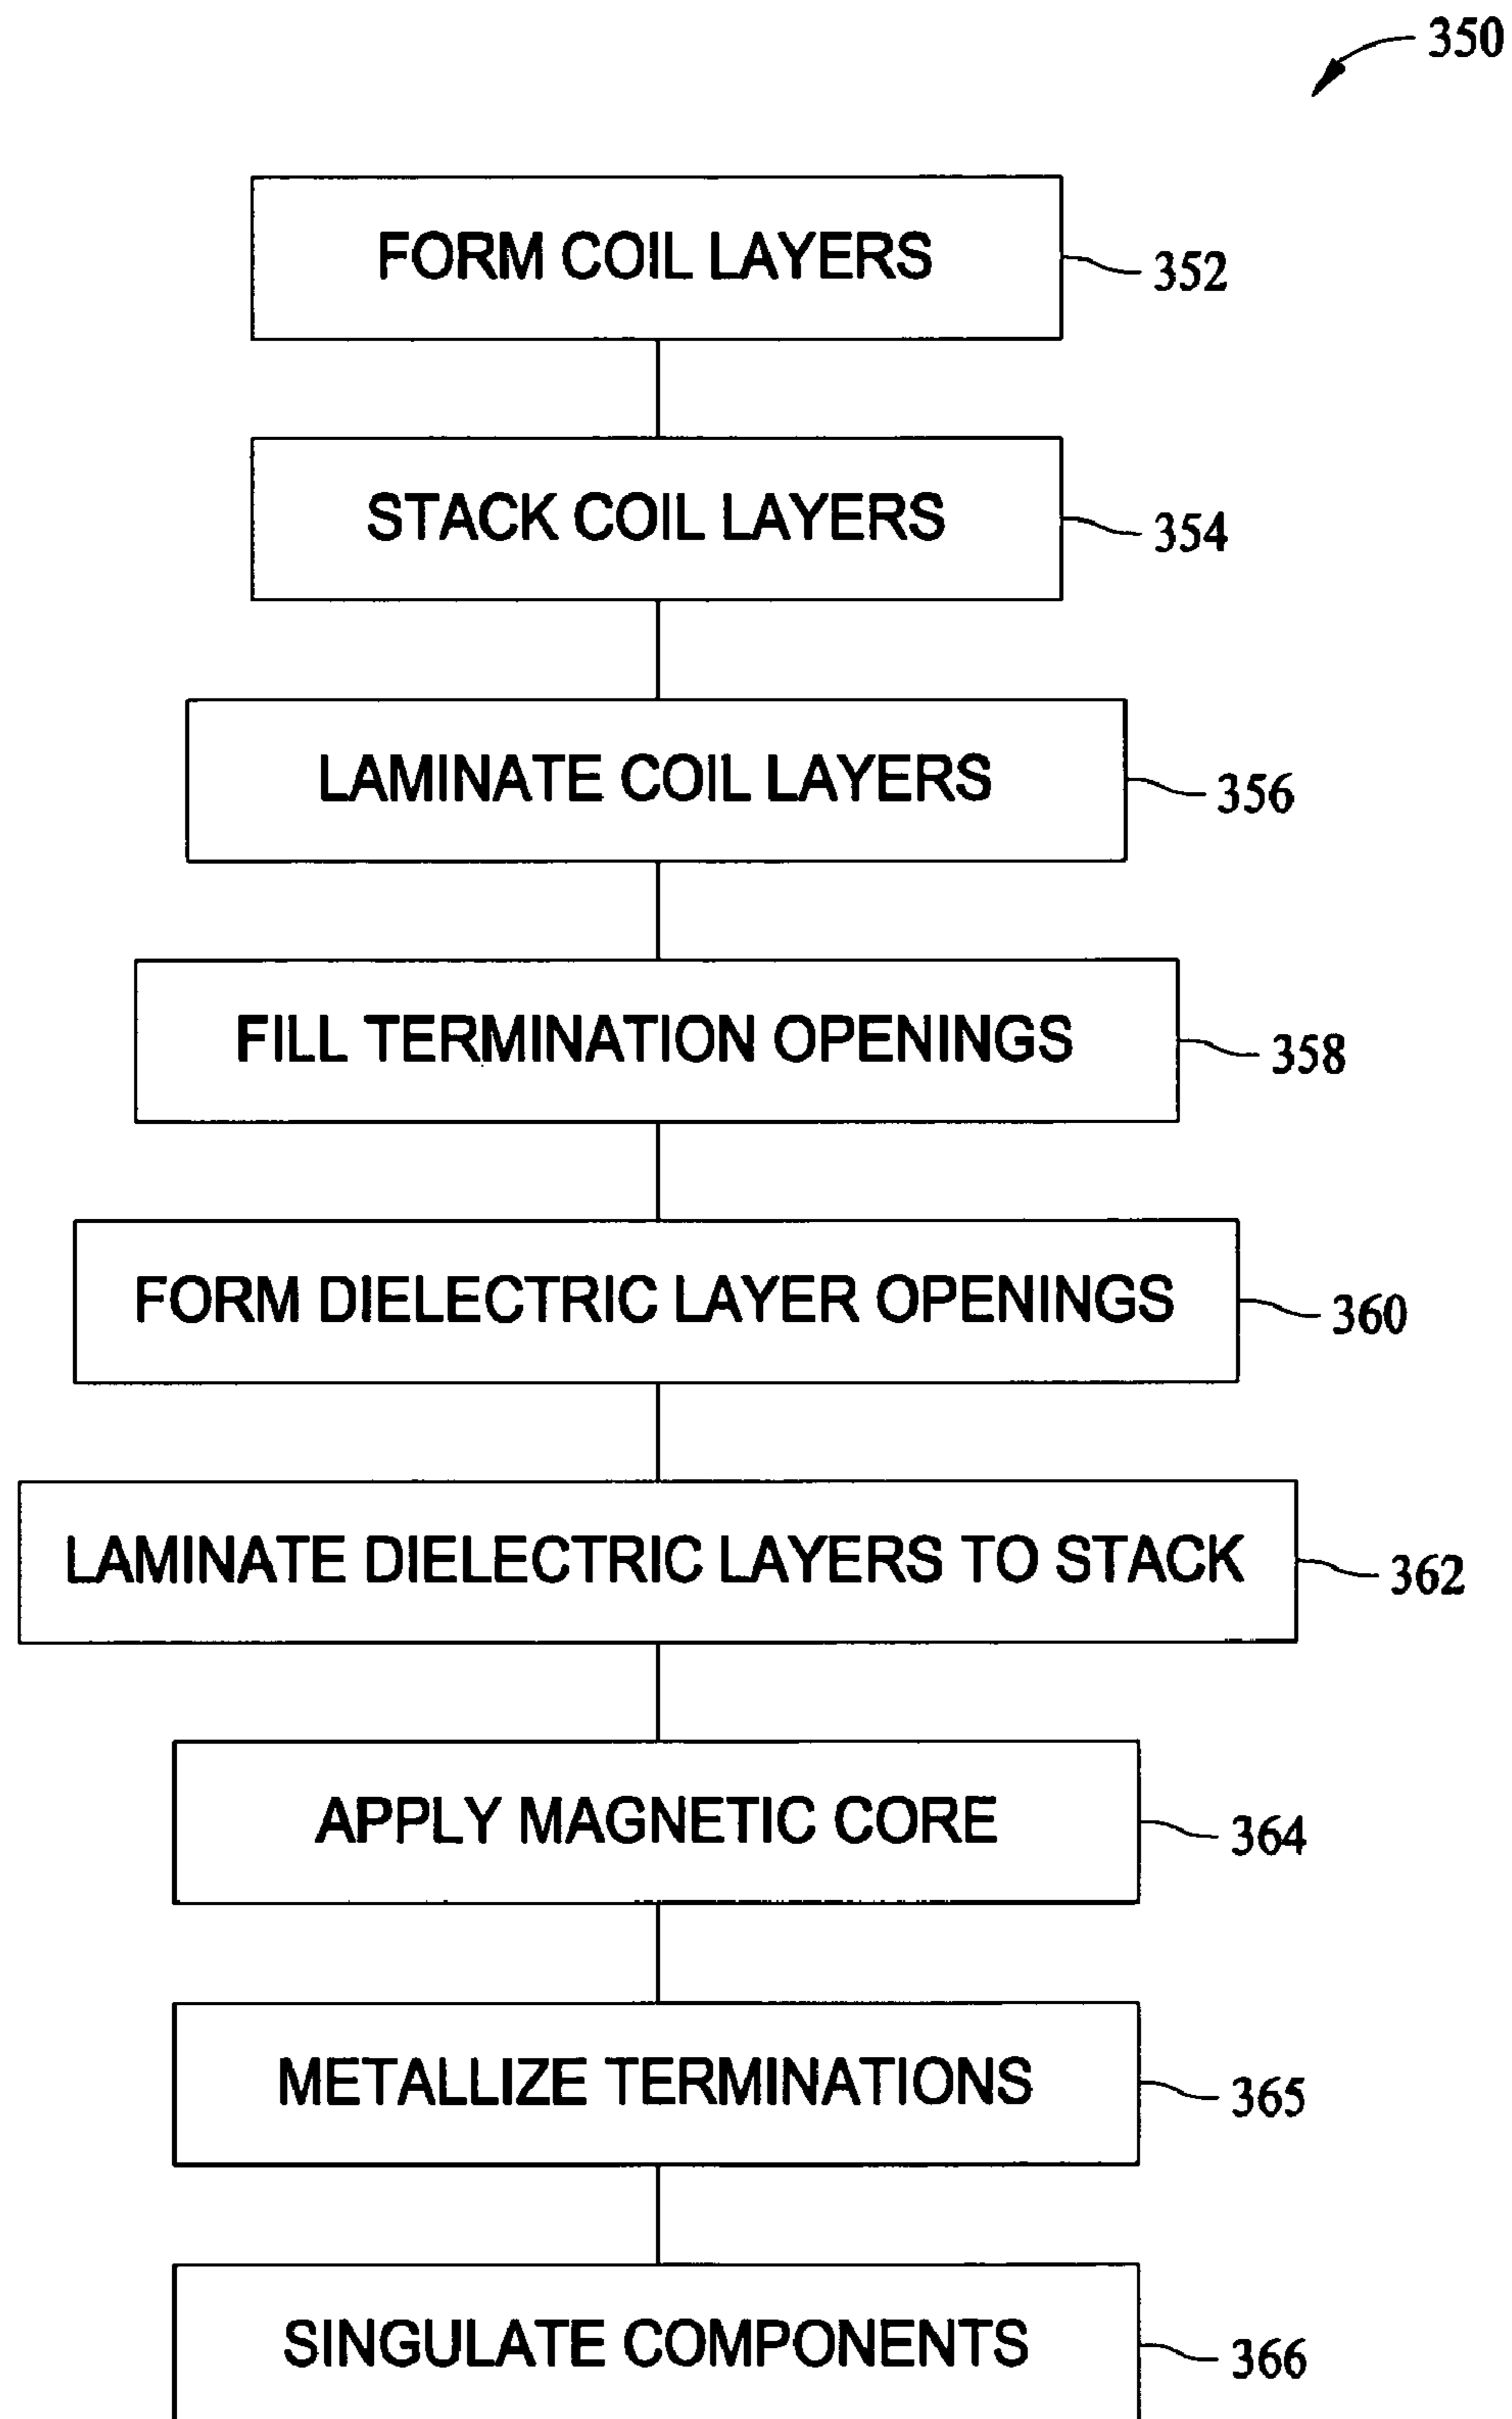 350
FORM COIL LAYERS
352
STACK COIL LAYERS
354
LAMINATE COIL LAYERS
356
FILL TERMINATION OPENINGS
358
FORM DIELECTRIC LAYER OPENINGS
360
LAMINATE DIELECTRIC LAYERS TO STACK
362
APPLY MAGNETIC CORE
364
METALLIZE TERMINATIONS
365
SINGULATE COMPONENTS
366